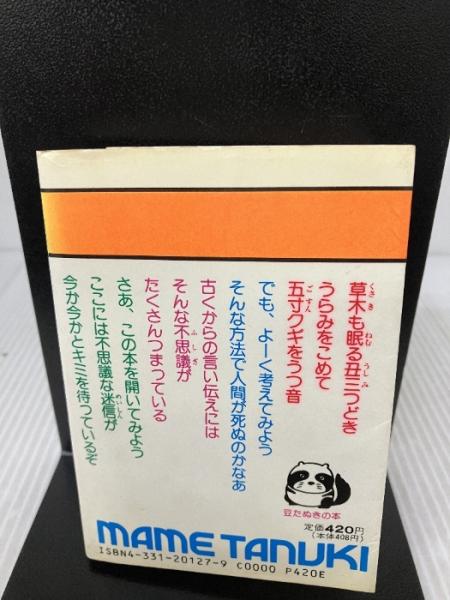 草木も眠る丑三つどき
うらみをこめて
五寸クギをうつ音
でも、よーく考えてみよう
そんな方法で人間が死ぬのかなあ
古くからの言い伝えには
そんな不思議が
たくさんつまっている
さあ、この本を開いてみよう
ここには不思議な迷信が
今か今かとキミを待っているぞ
豆たぬきの本
定価420円
(本体408円)
MAME TANUKI
ISBN4-331-20127-9 C0000 P420E